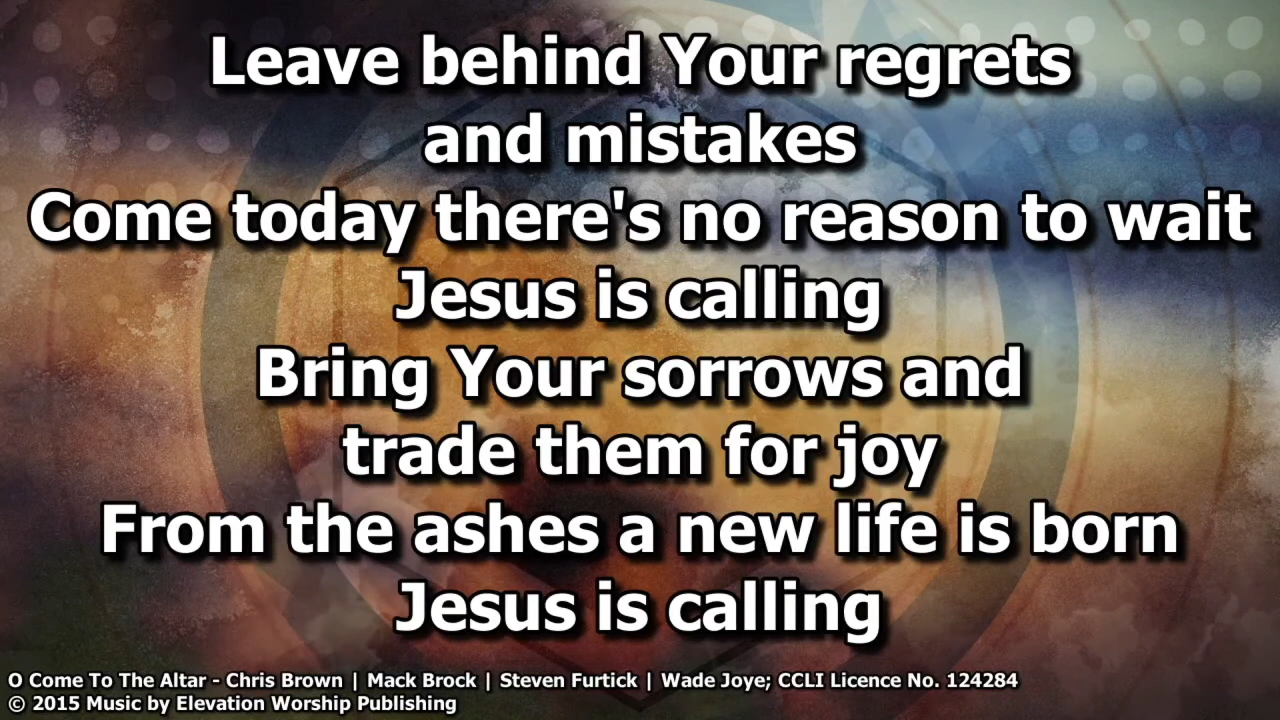 Leave behind Your regrets
and mistakes
Come today there's no reason to wait
Jesus is calling
Bring Your sorrows and
trade them for joy
From the ashes a new life is born
Jesus is calling
O Come To The Altar - Chris Brown | Mack Brock | Steven Furtick | Wade Joye; CCLI Licence No. 124284
© 2015 Music by Elevation Worship Publishing